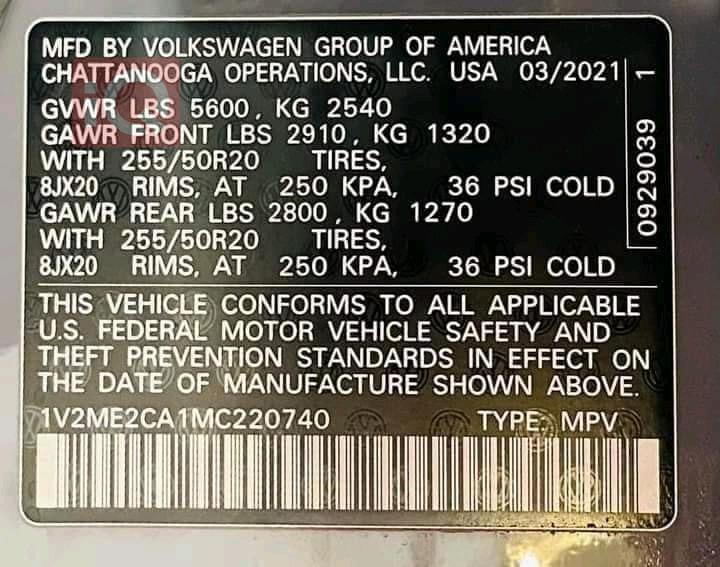 MFD BY VOLKSWAGEN GROUP OF AMERICA
CHATTANOOGA OPERATIONS, LLC. USA 03/2021
GVWR LBS 5600, KG 2540
GAWR FRONT LBS 2910, KG 1320
WITH 255/50R20 TIRES,
8JX20 RIMS, AT 250 KPA, 36 PSI COLD
GAWR REAR LBS 2800, KG 1270
WITH 255/50R20 TIRES,
8JX20 RIMS, AT 250 KPA, 36 PSI COLD
0929039 1
THIS VEHICLE CONFORMS TO ALL APPLICABLE
U.S. FEDERAL MOTOR VEHICLE SAFETY AND
THEFT PREVENTION STANDARDS IN EFFECT ON
THE DATE OF MANUFACTURE SHOWN ABOVE.
1V2ME2CA1MC220740 TYPE: MPV